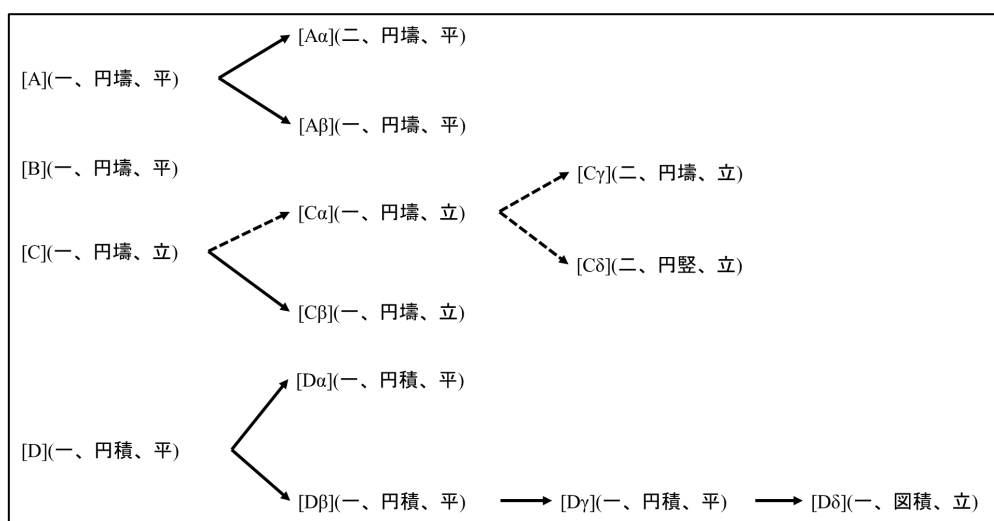 [Aα](二、円壔、平)
[A](一、円壔、平)
[Aβ](一、円壔、平)
[B](一、円壔、平)
[Cγ](二、円壔、立)
[Cα](一、円壔、立)
[C](一、円壔、立)
[Cδ](二、円竪、立)
[Cβ](一、円壔、立)
[Dα](一、円積、平)
[D](一、円積、平)
[Dβ](一、円積、平) [Dγ](一、円積、平) [Dδ](一、図積、立)